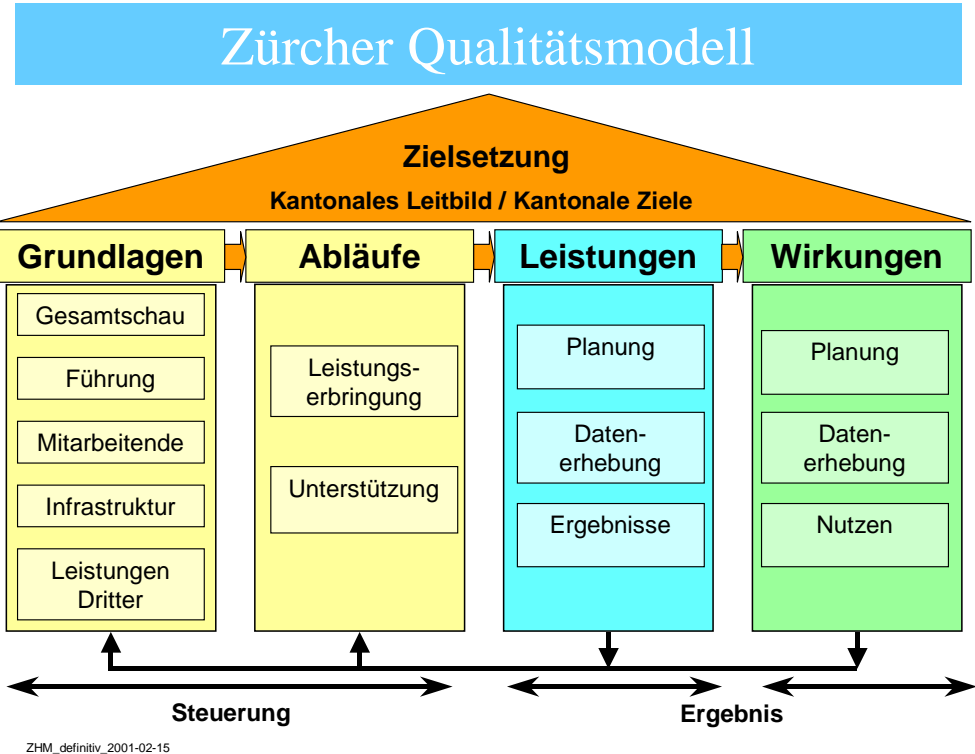 Zürcher Qualitätsmodell
Zielsetzung
Kantonales Leitbild / Kantonale Ziele
Grundlagen
Gesamtschau
Führung
Mitarbeitende
Infrastruktur
Leistungen
Dritter
Abläufe
Leistungs-
erbringung
Unterstützung
Leistungen
Planung
Daten-
erhebung
Ergebnisse
Wirkungen
Planung
Daten-
erhebung
Nutzen
Steuerung
Ergebnis
ZHM_definitiv_2001-02-15